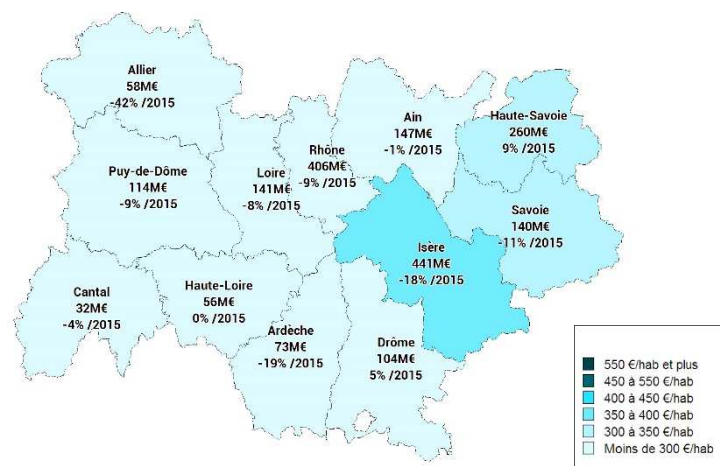 Allier
58M€
-42% /2015
Ain
147M€
-1% /2015
Haute-Savoie
260M€
9% /2015
Rhône
406M€
-9% /2015
Puy-de-Dôme
114M€
-9% /2015
Loire
141M€
-8% /2015
Savoie
140M€
-11% /2015
Isère
441M€
-18% /2015
Cantal
32M€
-4% /2015
Haute-Loire
56M€
0% /2015
Ardèche
73M€
-19% /2015
Drôme
104M€
5% /2015
550 €/hab et plus
450 à 550 €/hab
400 à 450 €/hab
350 à 400 €/hab
300 à 350 €/hab
Moins de 300 €/hab